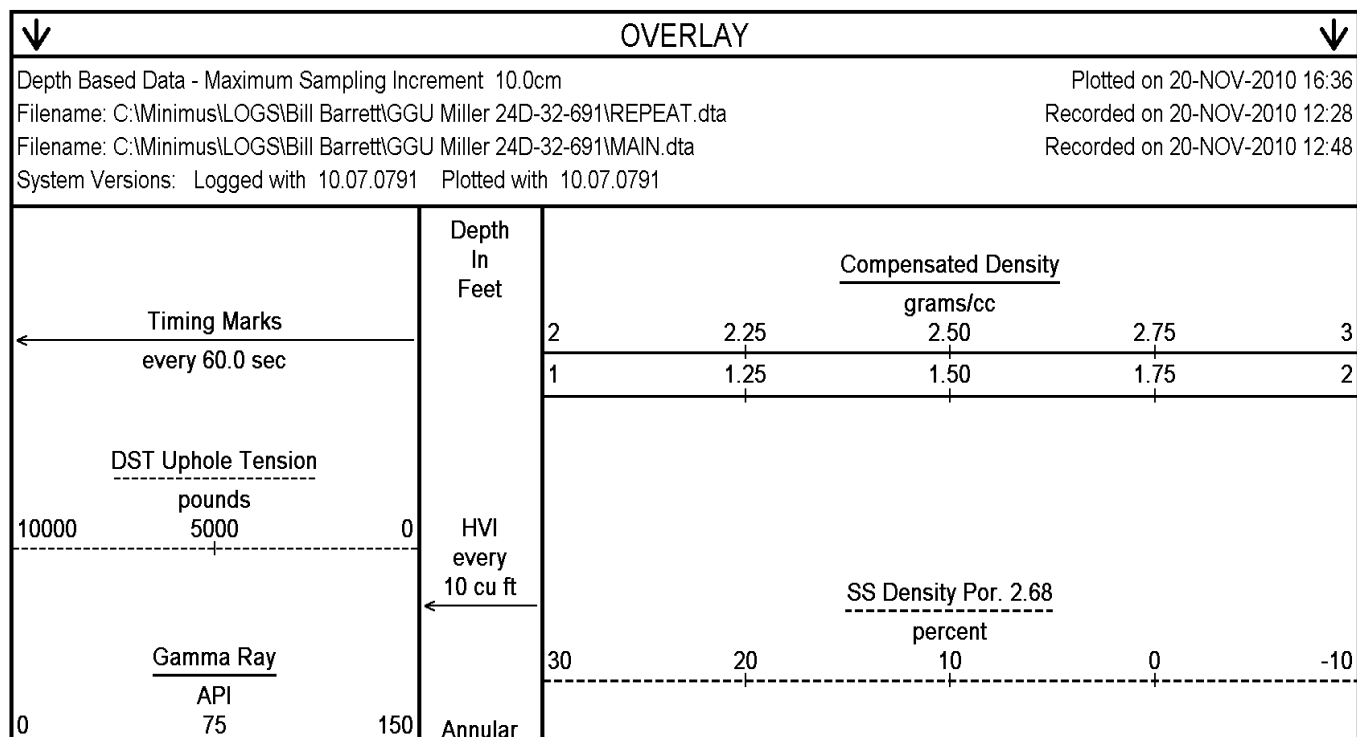 OVERLAY
Depth Based Data - Maximum Sampling Increment 10.0cm Plotted on 20-NOV-2010 16:36
Filename: C:\Minimus\LOGS\Bill Barrett\GGU Miller 24D-32-691\REPEAT.dta Recorded on 20-NOV-2010 12:28
Filename: C:\Minimus\LOGS\Bill Barrett\GGU Miller 24D-32-691\MAIN.dta Recorded on 20-NOV-2010 12:48
System Versions: Logged with 10.07.0791 Plotted with 10.07.0791
Timing Marks
every 60.0 sec
DST Uphole Tension
pounds
10000 5000 0
Gamma Ray
API
0 75 150
Depth
In
Feet
HVI
every
10 cu ft
Annular
Compensated Density
grams/cc
2 2.25 2.50 2.75 3
1 1.25 1.50 1.75 2
SS Density Por. 2.68
percent
30 20 10 0 -10